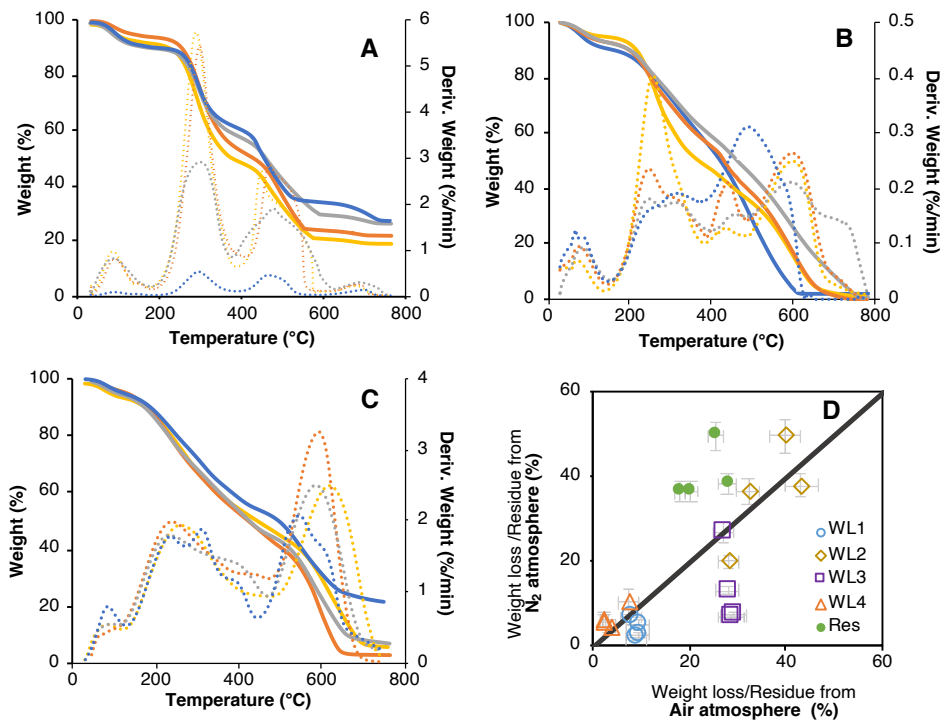 A
100
80
60
40
20
0
Weight (%)
6
5
4
3
2
1
0
Deriv. Weight (%/min)
0 200 400 600 800
Temperature (°C)
B
100
80
60
40
20
0
Weight (%)
0.5
0.4
0.3
0.2
0.1
0
Deriv. Weight (%/min)
0 200 400 600 800
Temperature (°C)
C
100
80
60
40
20
0
Weight (%)
4
3
2
1
0
Deriv. Weight (%/min)
0 200 400 600 800
Temperature (°C)
D
60
40
20
0
Weight loss /Residue from
N2 atmosphere (%)
WL1
WL2
WL3
WL4
Res
0 20 40 60
Weight loss/Residue from
Air atmosphere (%)